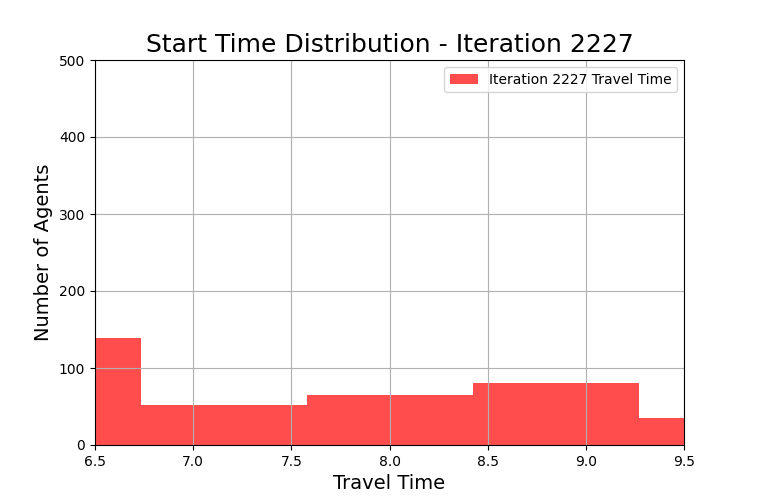 Start Time Distribution - Iteration 2227
Iteration 2227 Travel Time
Number of Agents
500
400
300
200
100
0
6.5 7.0 7.5 8.0 8.5 9.0 9.5
Travel Time